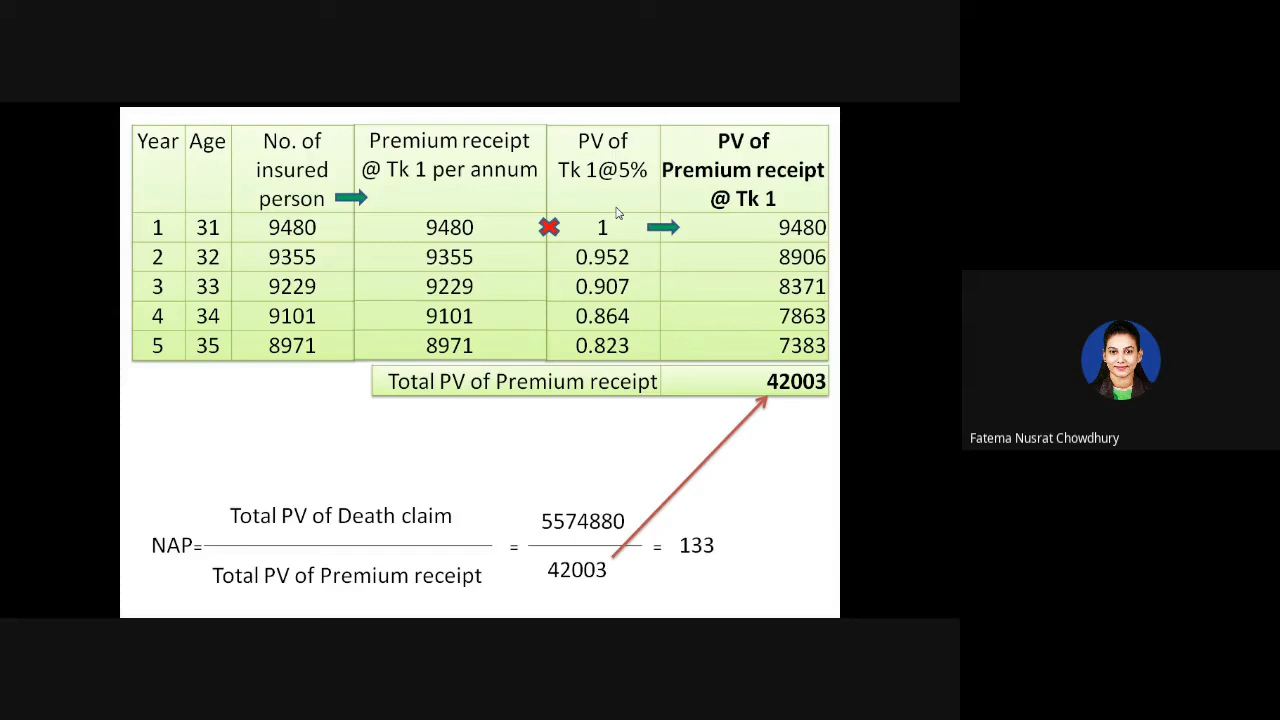 Year Age No. of insured person Premium receipt @ Tk 1 per annum PV of Tk 1@5% PV of Premium receipt @ Tk 1
1 31 9480 9480 1 9480
2 32 9355 9355 0.952 8906
3 33 9229 9229 0.907 8371
4 34 9101 9101 0.864 7863
5 35 8971 8971 0.823 7383
Total PV of Premium receipt 42003
Total PV of Death claim 5574880
NAP= = = 133
Total PV of Premium receipt 42003
Fatema Nusrat Chowdhury